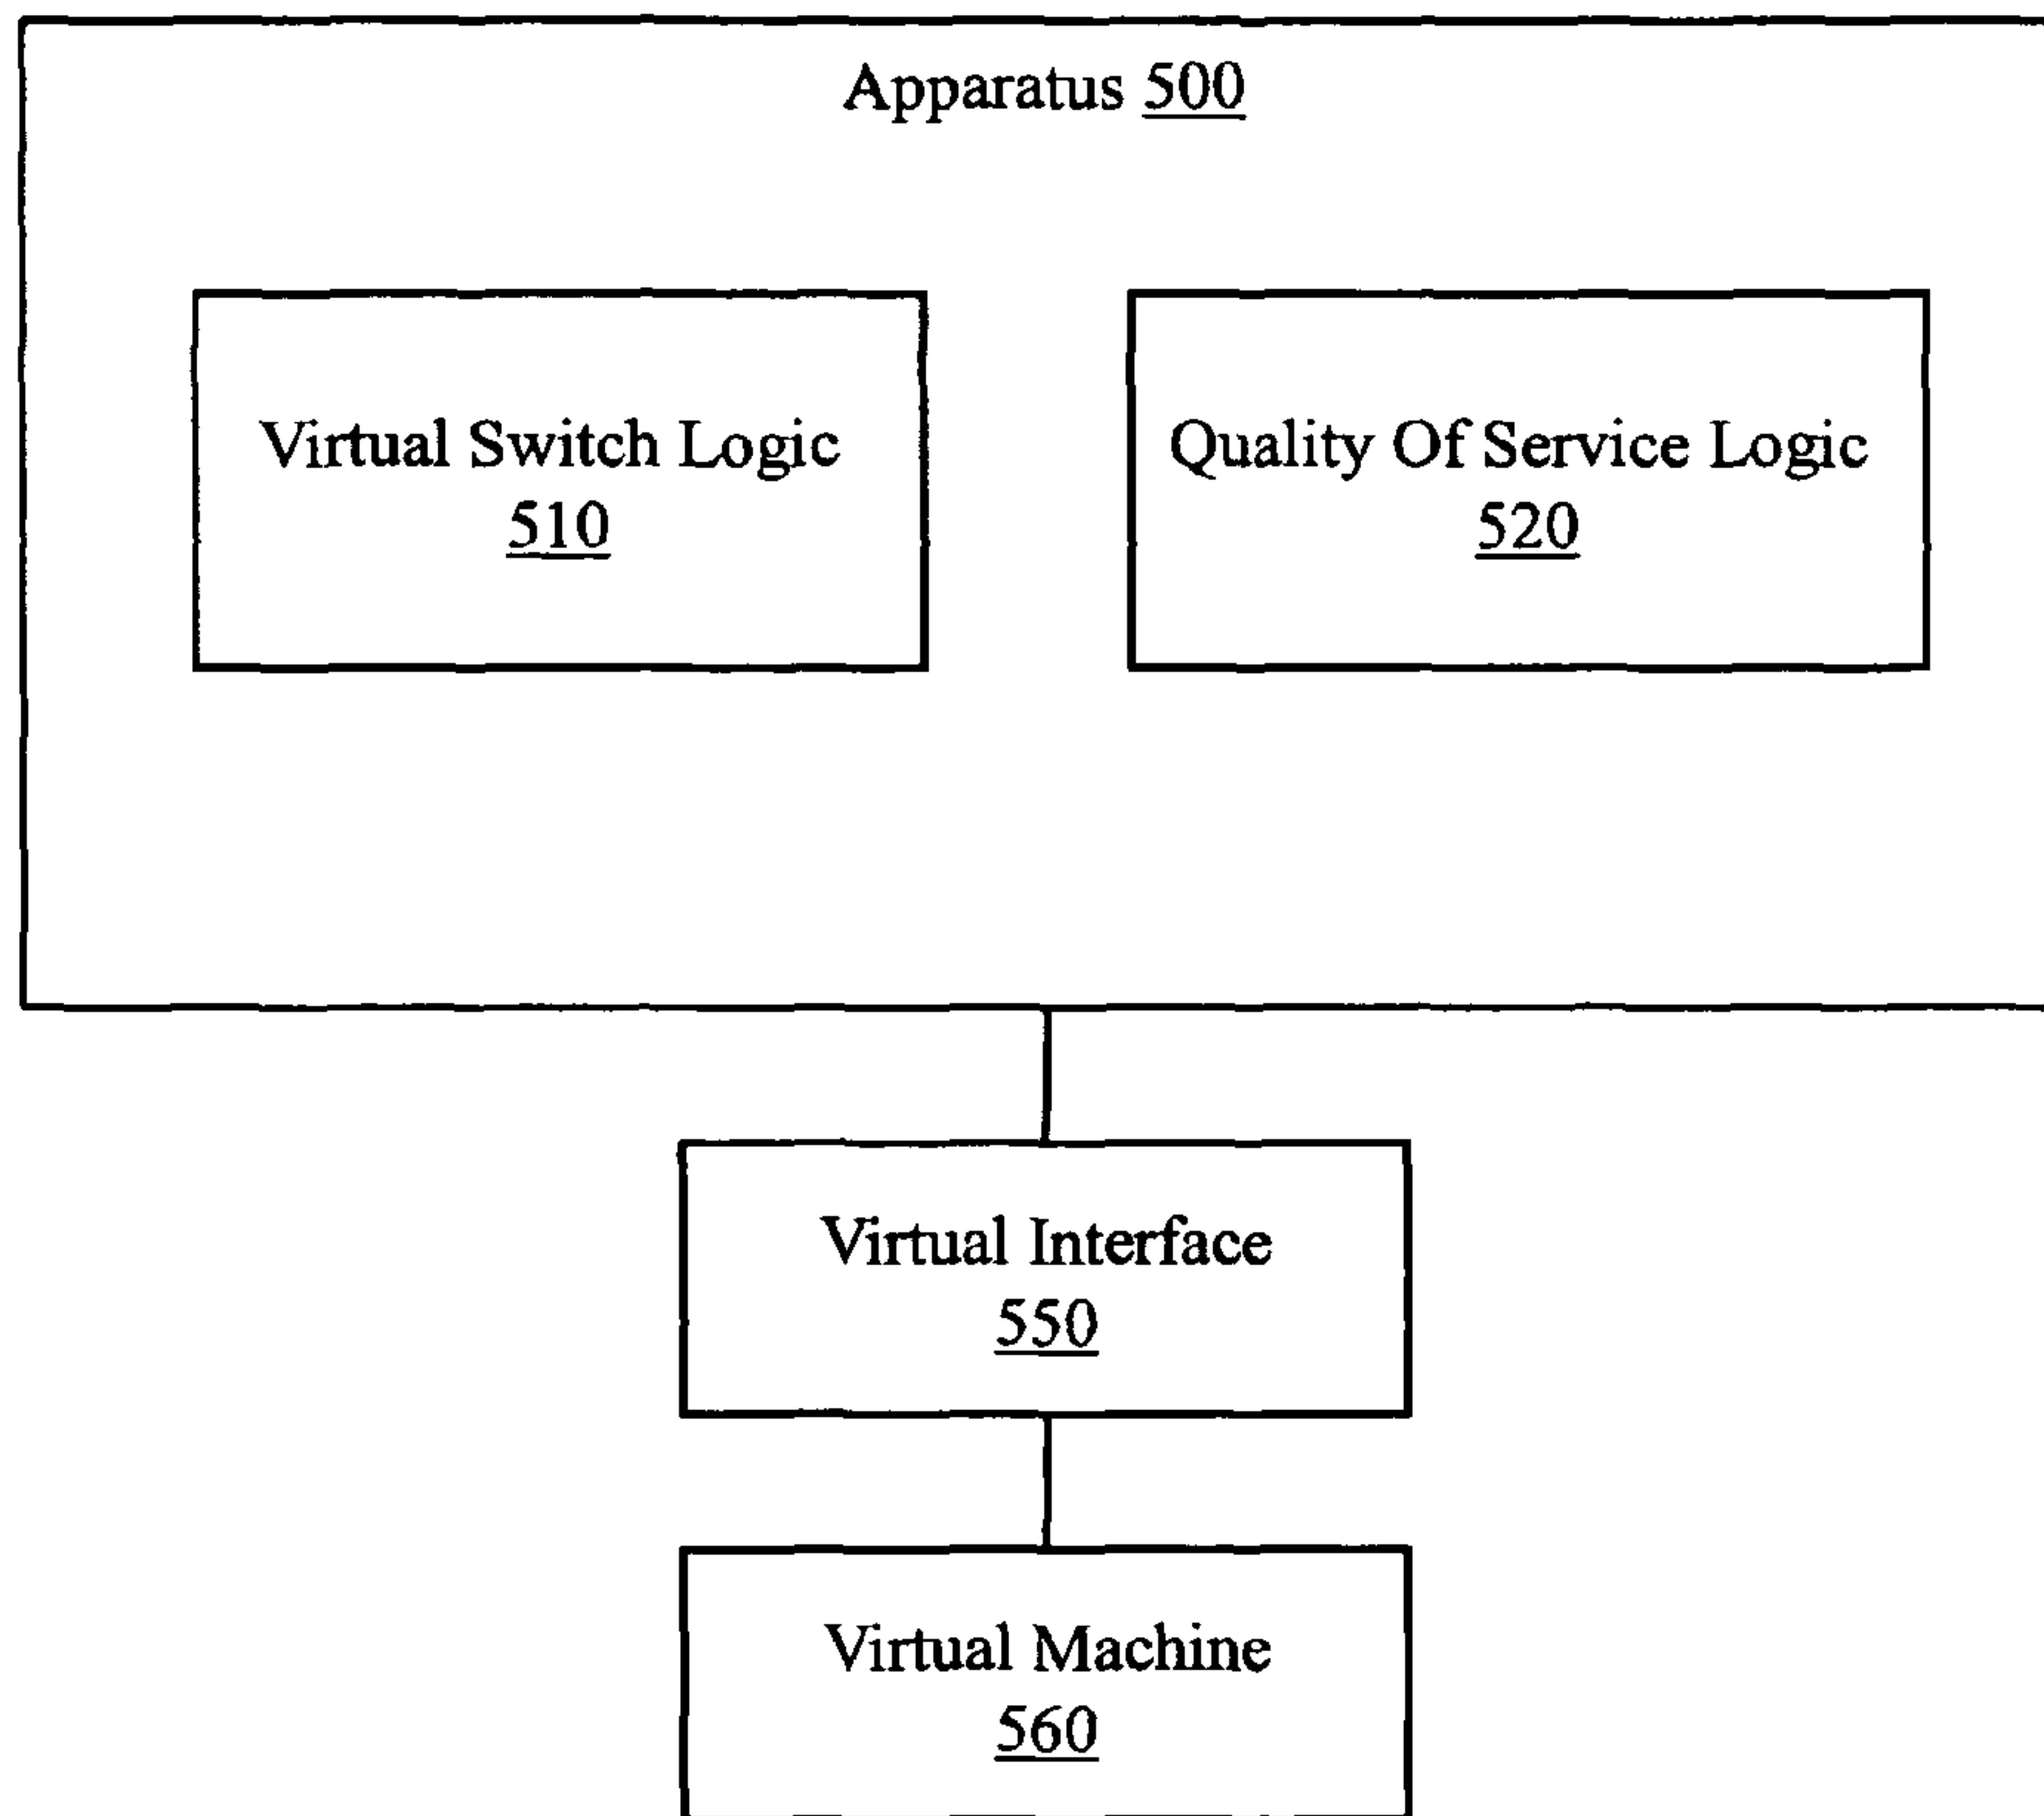 Apparatus 500
Virtual Switch Logic
510
Quality Of Service Logic
520
Virtual Interface
550
Virtual Machine
560